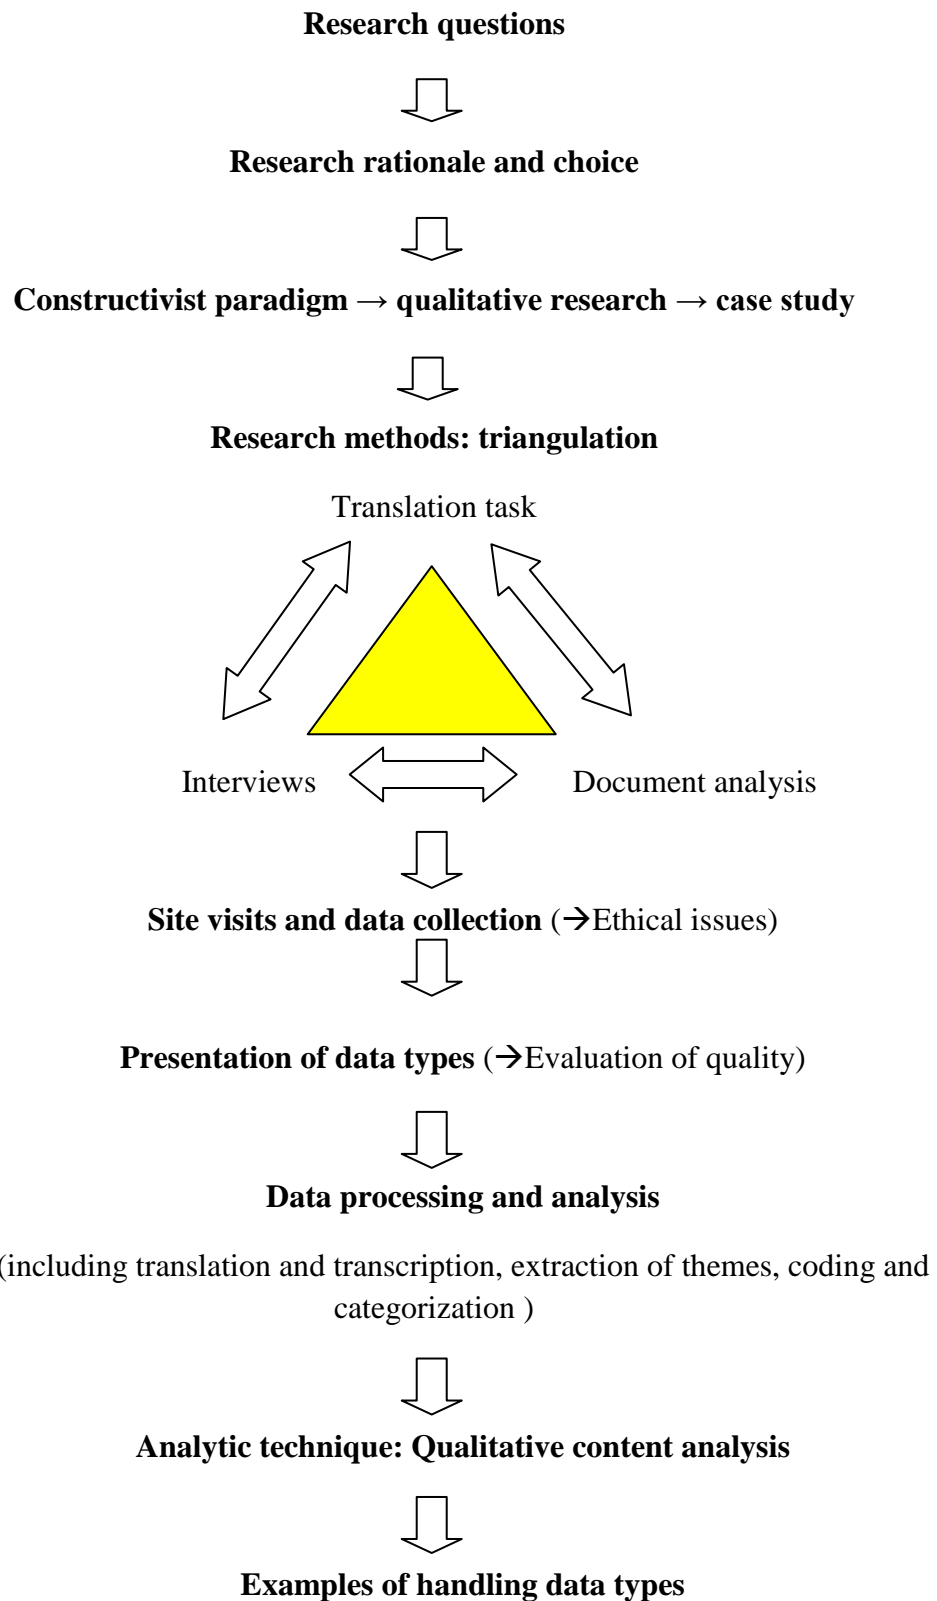 Research questions
Research rationale and choice
Constructivist paradigm → qualitative research → case study
Research methods: triangulation
Translation task
Interviews
Document analysis
Site visits and data collection (→Ethical issues)
Presentation of data types (→Evaluation of quality)
Data processing and analysis
(including translation and transcription, extraction of themes, coding and
categorization )
Analytic technique: Qualitative content analysis
Examples of handling data types